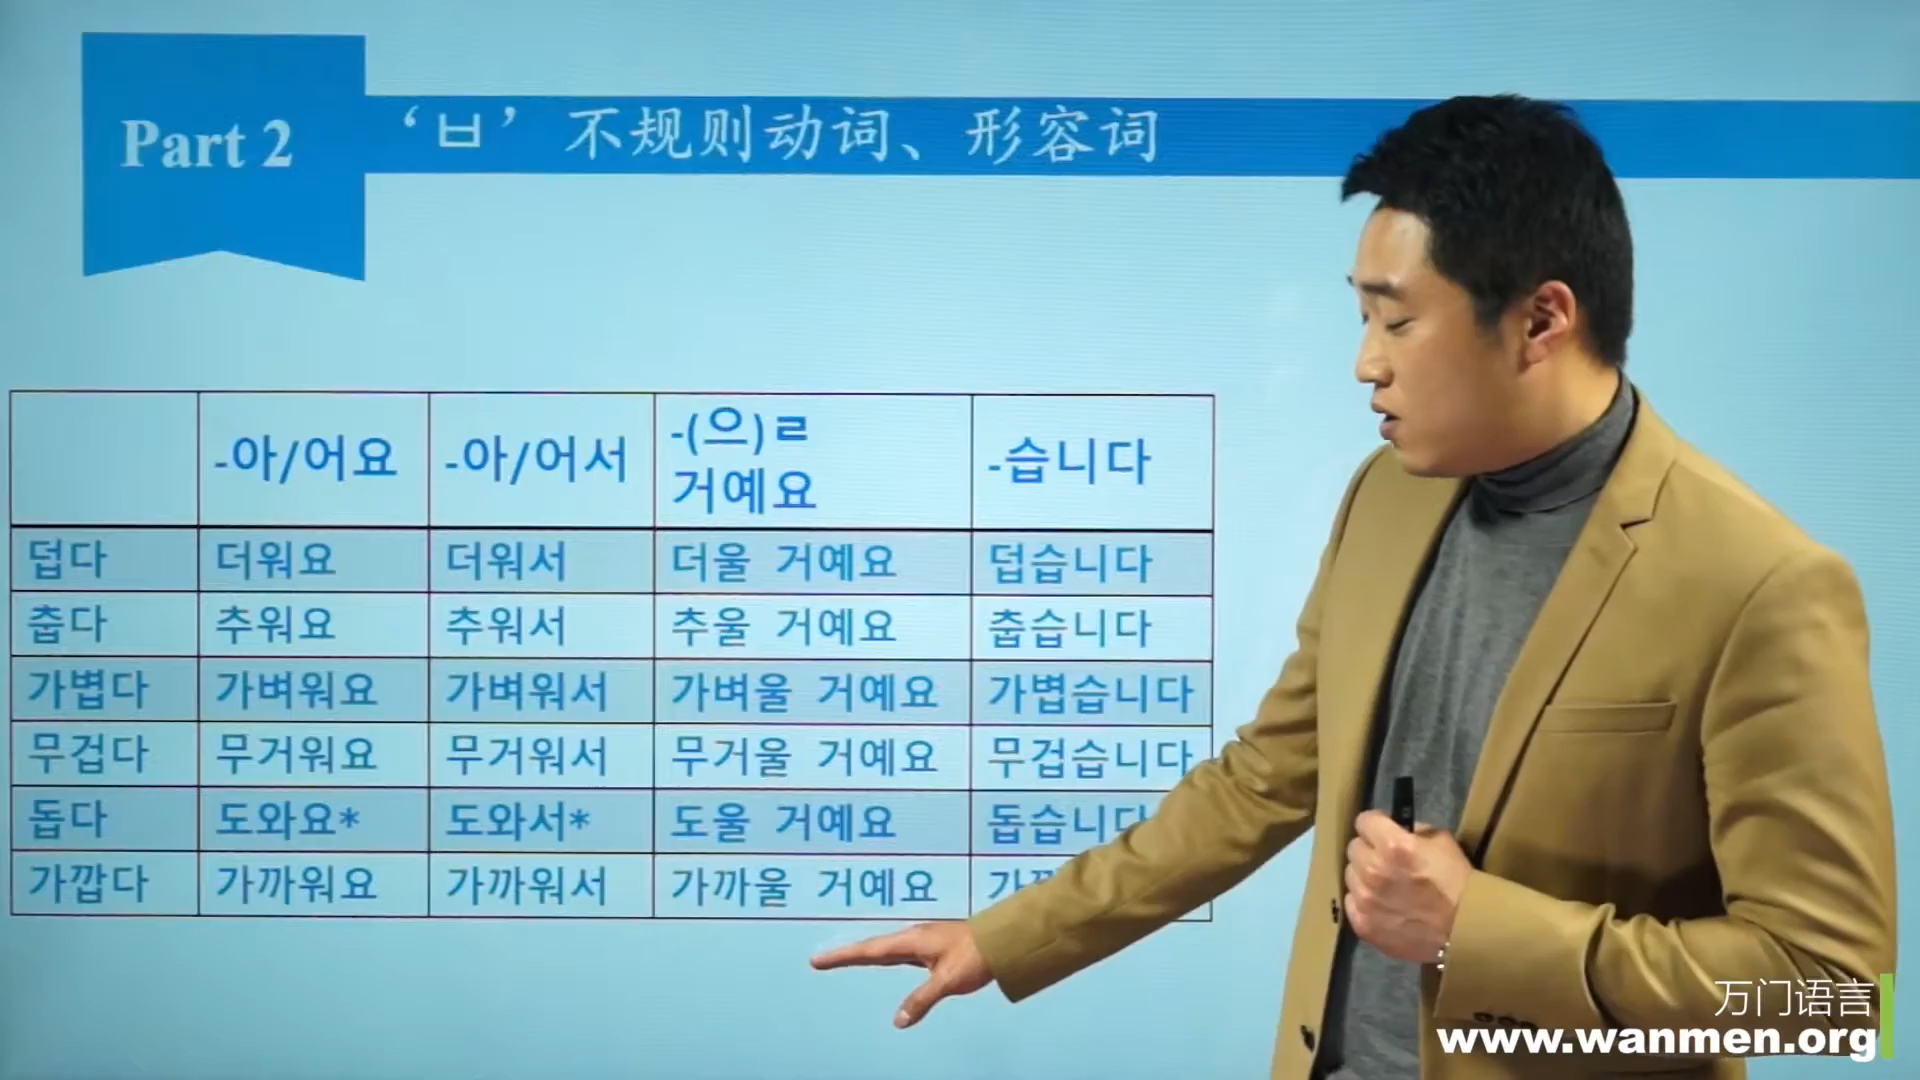 Part 2
‘ㅂ’不规则动词、形容词
-아/어요 -아/어서 -(으)ㄹ 거예요 -습니다
덥다 더워요 더워서 더울 거예요 덥습니다
춥다 추워요 추워서 추울 거예요 춥습니다
가볍다 가벼워요 가벼워서 가벼울 거예요 가볍습니다
무겁다 무거워요 무거워서 무거울 거예요 무겁습니다
돕다 도와요* 도와서* 도울 거예요 돕습니다
가깝다 가까워요 가까워서 가까울 거예요
万门语言
www.wanmen.org